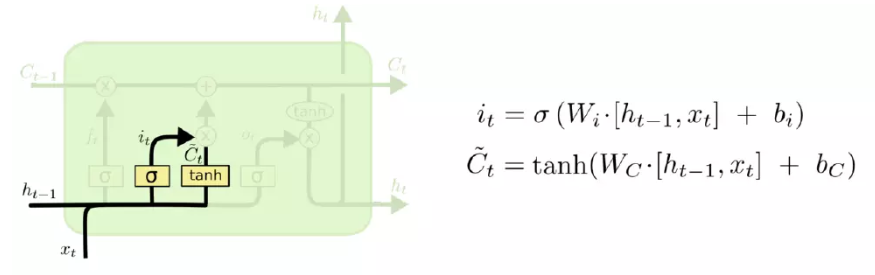 h_t
C_{t-1}
C_t
×
+
tanh
f_t
i_t
×
o_t
×
C̃_t
σ
σ
tanh
σ
h_{t-1}
h_t
x_t
i_t = σ (W_i·[h_{t-1}, x_t] + b_i)
C̃_t = tanh(W_C·[h_{t-1}, x_t] + b_C)